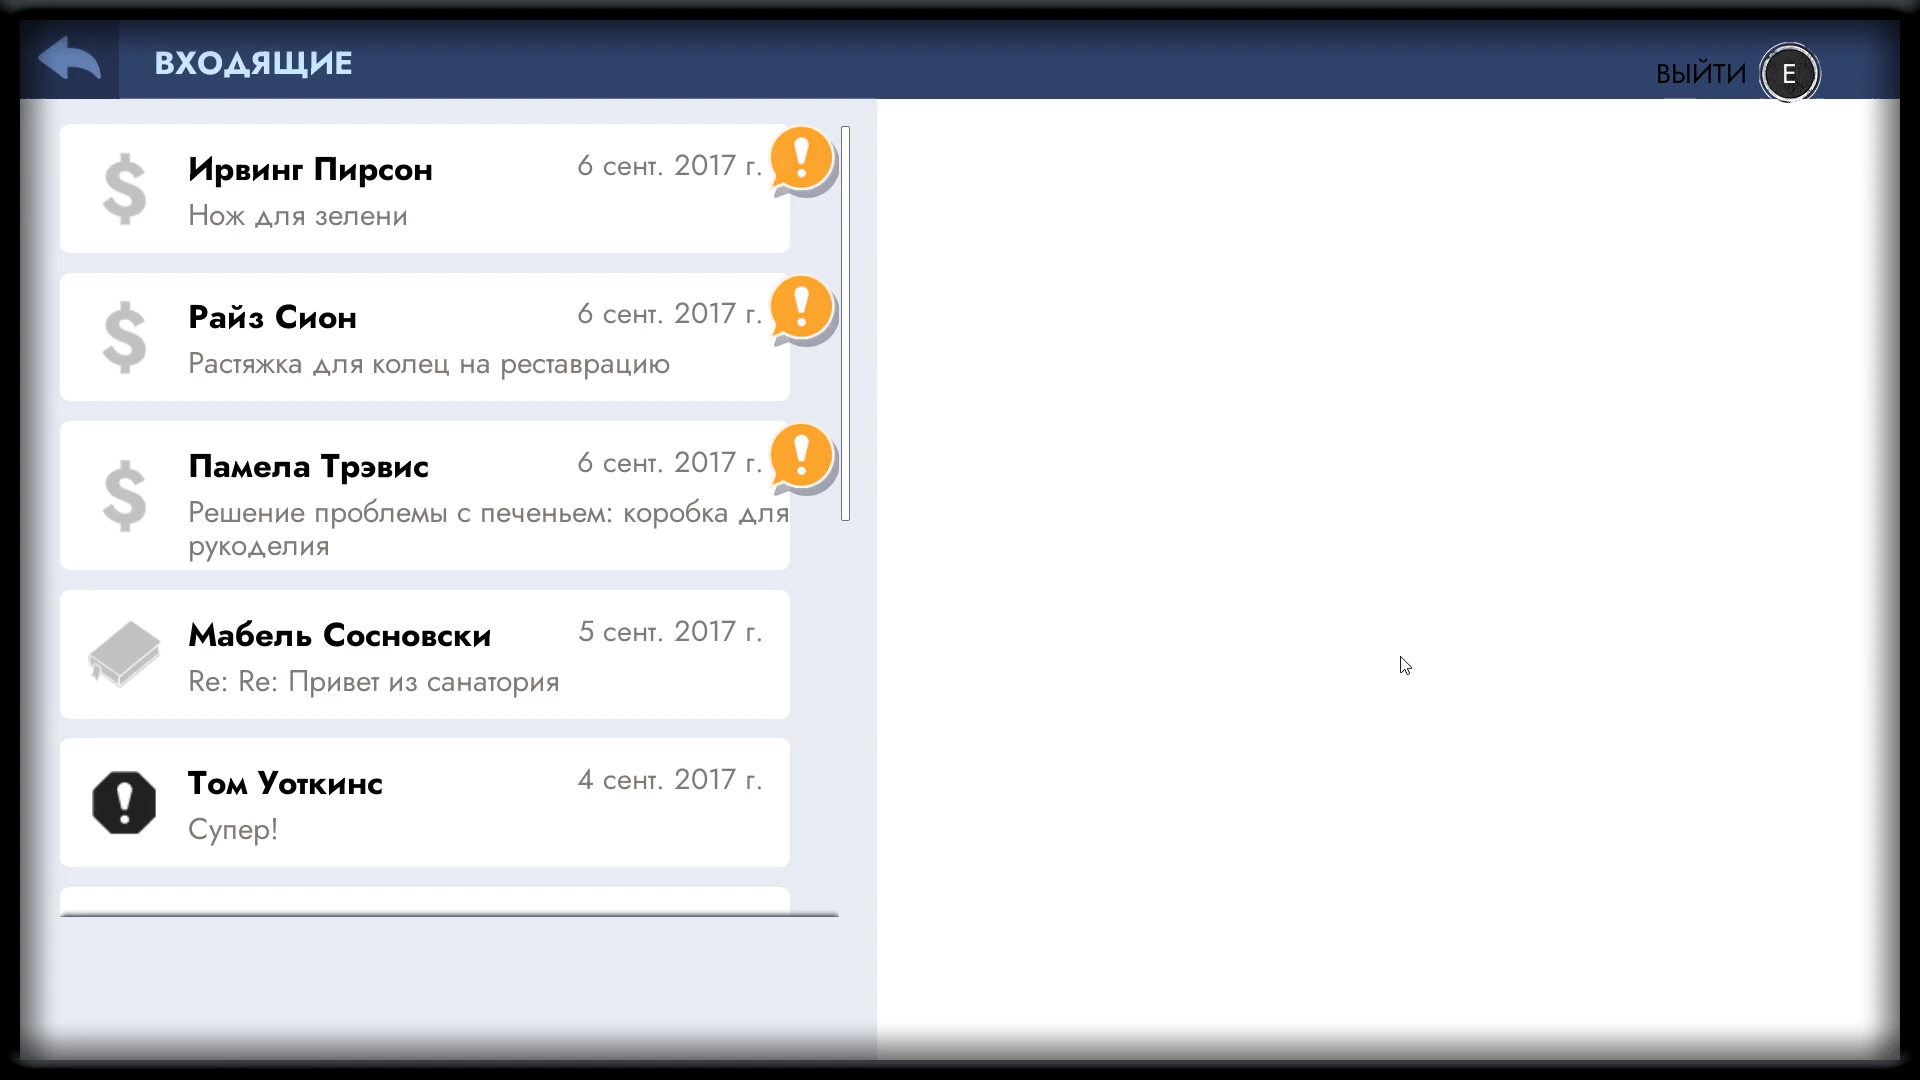 ВХОДЯЩИЕ
ВЫЙТИ E
Ирвинг Пирсон
6 сент. 2017 г.
Нож для зелени
Райз Сион
6 сент. 2017 г.
Растяжка для колец на реставрацию
Памела Трэвис
6 сент. 2017 г.
Решение проблемы с печеньем: коробка для
рукоделия
Мабель Сосновски
5 сент. 2017 г.
Re: Re: Привет из санатория
Том Уоткинс
4 сент. 2017 г.
Супер!